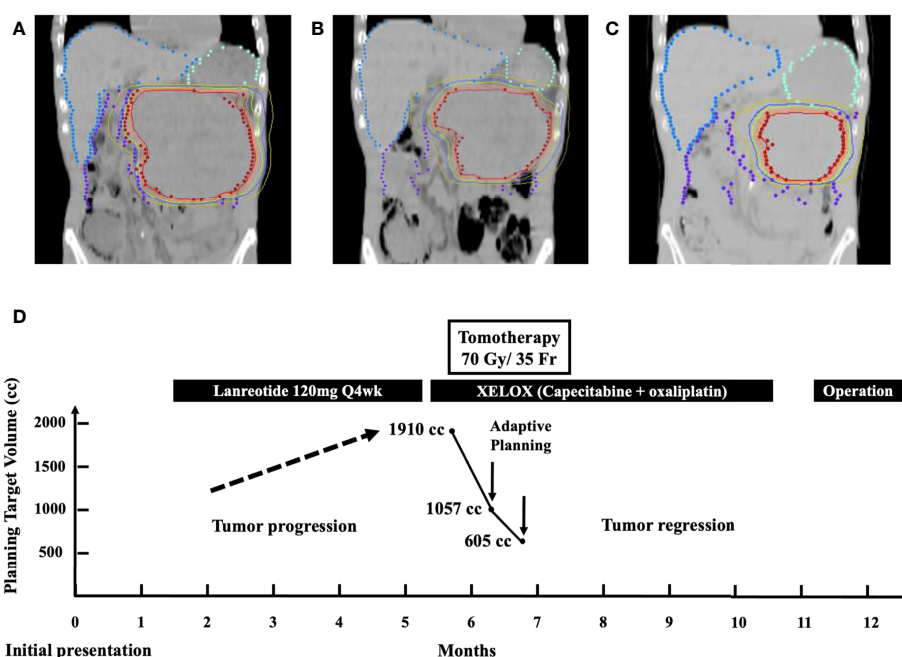 A
B
C
D
Tomotherapy
70 Gy/ 35 Fr
Lanreotide 120mg Q4wk
XELOX (Capecitabine + oxaliplatin)
Operation
Planning Target Volume (cc)
2000
1500
1000
500
1910 cc
Adaptive
Planning
1057 cc
605 cc
Tumor progression
Tumor regression
0 1 2 3 4 5 6 7 8 9 10 11 12
Initial presentation
Months